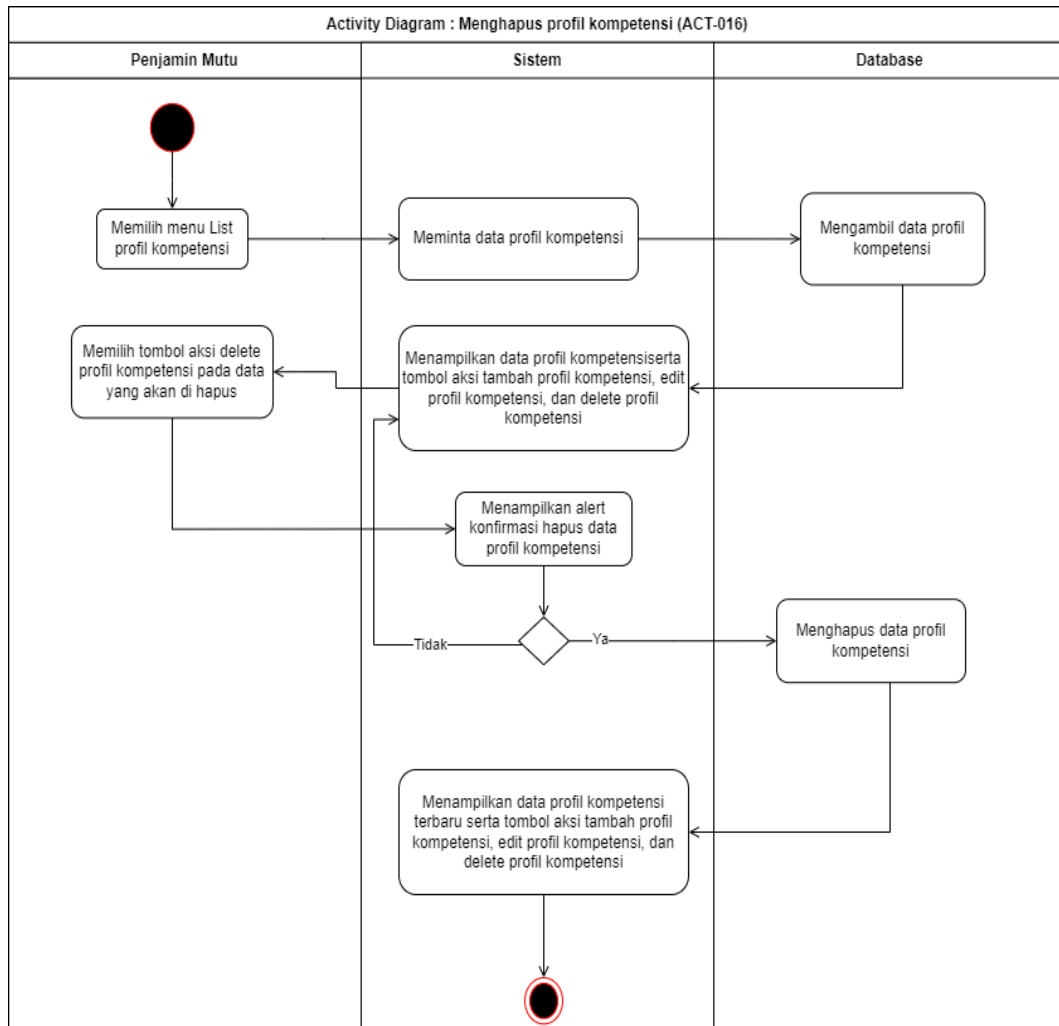 Activity Diagram : Menghapus profil kompetensi (ACT-016)
Penjamin Mutu
Sistem
Database
Memilih menu List
profil kompetensi
Meminta data profil kompetensi
Mengambil data profil
kompetensi
Memilih tombol aksi delete
profil kompetensi pada data
yang akan di hapus
Menampilkan data profil kompetensiserta
tombol aksi tambah profil kompetensi, edit
profil kompetensi, dan delete profil
kompetensi
Menampilkan alert
konfirmasi hapus data
profil kompetensi
Tidak
Ya
Menghapus data profil
kompetensi
Menampilkan data profil kompetensi
terbaru serta tombol aksi tambah profil
kompetensi, edit profil kompetensi, dan
delete profil kompetensi